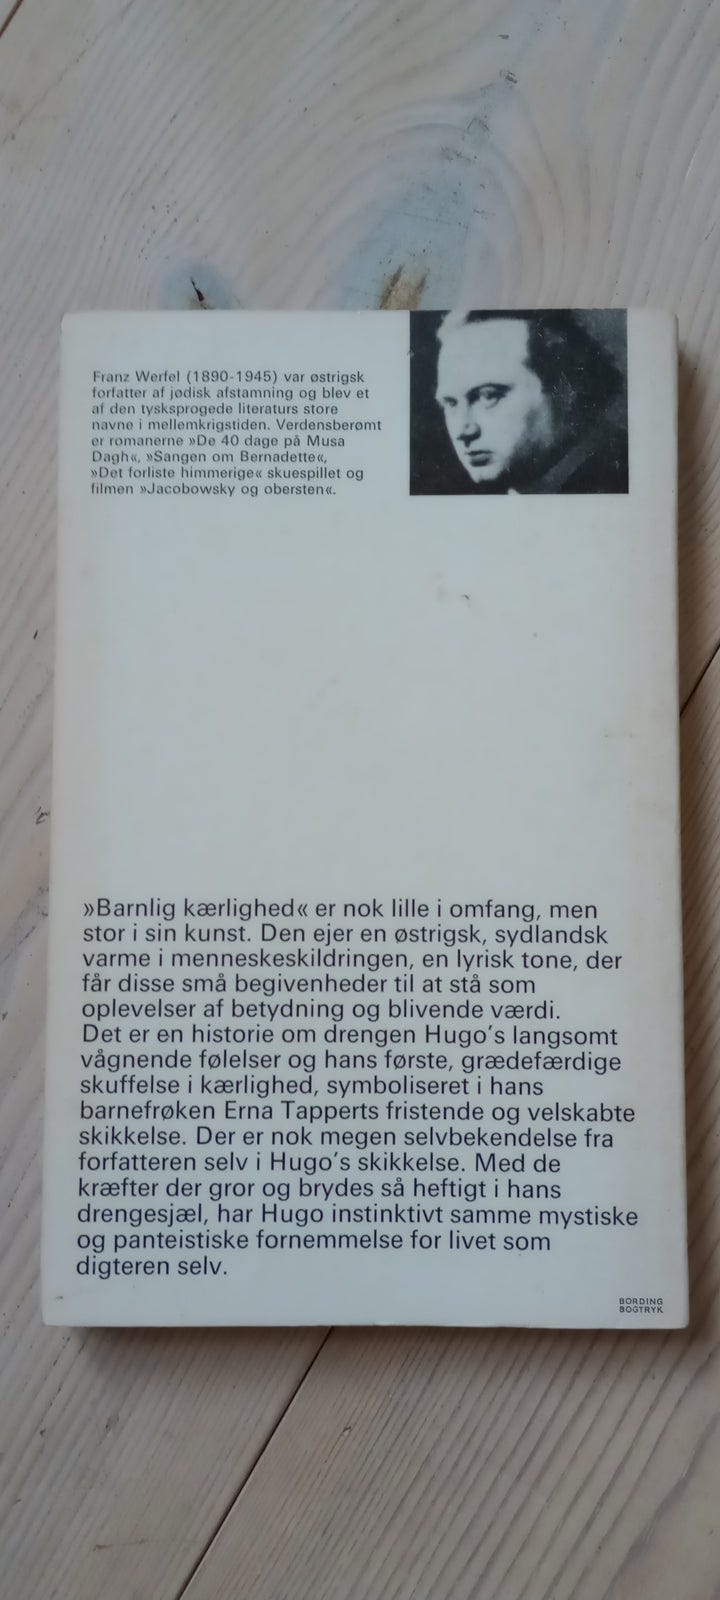 Franz Werfel (1890-1945) var østrigsk
forfatter af jødisk afstamning og blev et
af den tysksprogede literaturs store
navne i mellemkrigstiden. Verdensberømt
er romanerne »De 40 dage på Musa
Dagh«, »Sangen om Bernadette«,
»Det forliste himmerige« skuespillet og
filmen »Jacobowsky og obersten«.
»Barnlig kærlighed« er nok lille i omfang, men
stor i sin kunst. Den ejer en østrigsk, sydlandsk
varme i menneskeskildringen, en lyrisk tone, der
får disse små begivenheder til at stå som
oplevelser af betydning og blivende værdi.
Det er en historie om drengen Hugo's langsomt
vågnende følelser og hans første, grædefærdige
skuffelse i kærlighed, symboliseret i hans
barnefrøken Erna Tapperts fristende og velskabte
skikkelse. Der er nok megen selvbekendelse fra
forfatteren selv i Hugo's skikkelse. Med de
kræfter der gror og brydes så heftigt i hans
drengesjæl, har Hugo instinktivt samme mystiske
og panteistiske fornemmelse for livet som
digteren selv.
BORDING
BOGTRYK